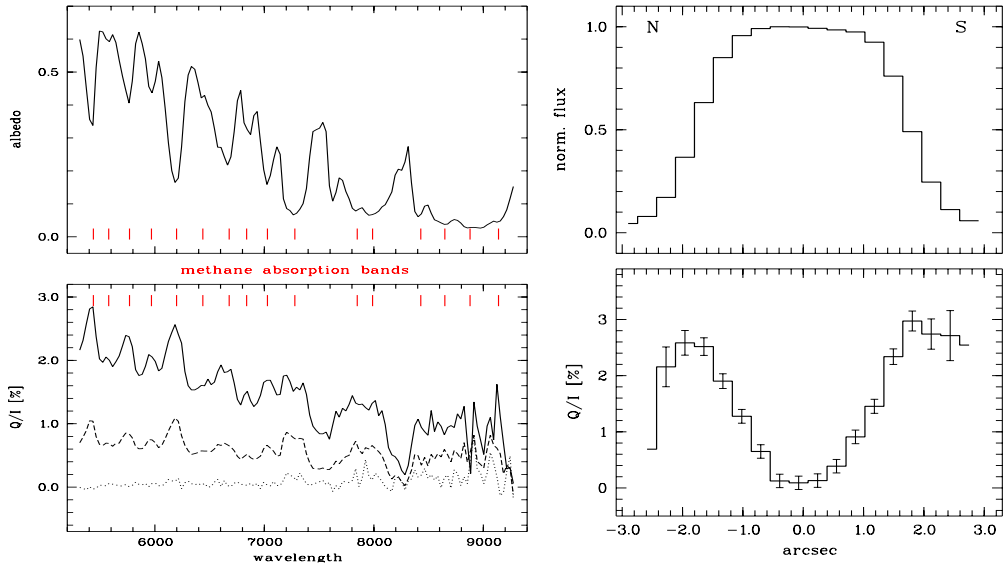 albedo
0.5
0.0
methane absorption bands
Q/I [%]
3.0
2.0
1.0
0.0
6000 7000 8000 9000
wavelength
N S
norm. flux
1.0
0.5
0.0
Q/I [%]
3
2
1
0
-3.0 -2.0 -1.0 0.0 1.0 2.0 3.0
arcsec